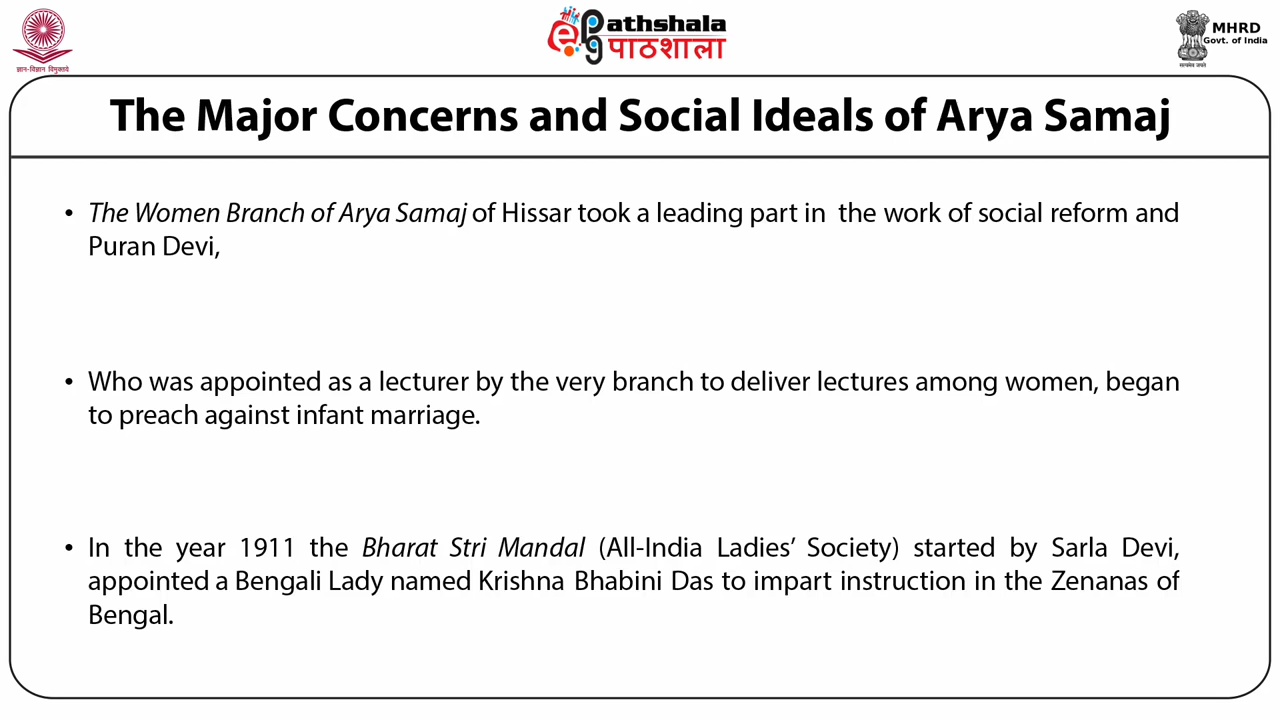 ज्ञान-विज्ञान विमुक्तये
ePathshala
पाठशाला
MHRD
Govt. of India
सत्यमेव जयते
The Major Concerns and Social Ideals of Arya Samaj
• The Women Branch of Arya Samaj of Hissar took a leading part in the work of social reform and
Puran Devi,
• Who was appointed as a lecturer by the very branch to deliver lectures among women, began
to preach against infant marriage.
• In the year 1911 the Bharat Stri Mandal (All-India Ladies’ Society) started by Sarla Devi,
appointed a Bengali Lady named Krishna Bhabini Das to impart instruction in the Zenanas of
Bengal.